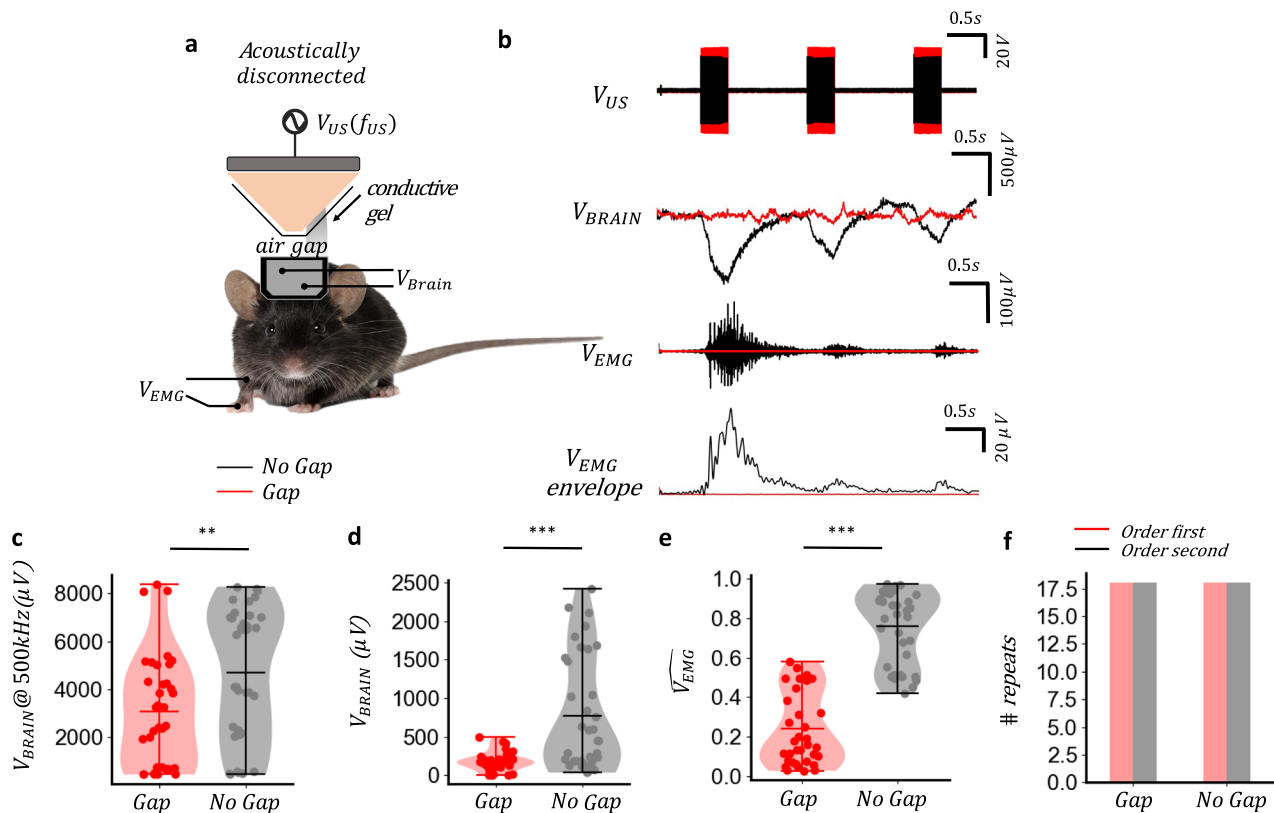 a
Acoustically
disconnected
V_US(f_US)
conductive
gel
air gap
V_Brain
V_EMG
No Gap
Gap
b
0.5s
20V
V_US
0.5s
500μV
V_BRAIN
0.5s
100μV
V_EMG
0.5s
20 μV
V_EMG
envelope
c
**
V_BRAIN @ 500kHz(μV)
8000
6000
4000
2000
Gap
No Gap
d
***
V_BRAIN (μV)
2500
2000
1500
1000
500
0
Gap
No Gap
e
***
V_EMG
1.0
0.8
0.6
0.4
0.2
0.0
Gap
No Gap
f
Order first
Order second
# repeats
17.5
15.0
12.5
10.0
7.5
5.0
2.5
0.0
Gap
No Gap